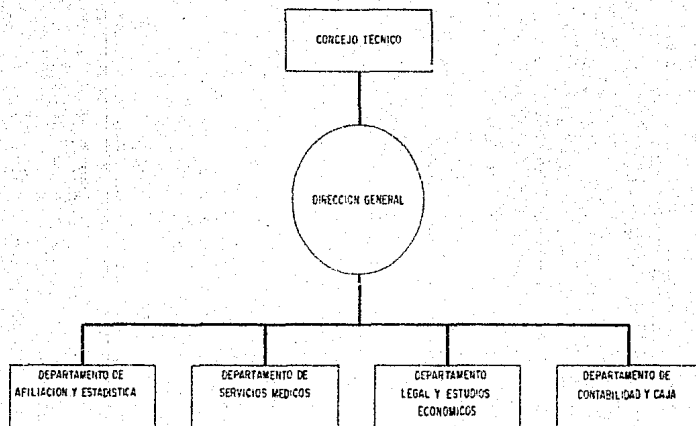 CONCEJO TECNICO
DIRECCION GENERAL
DEPARTAMENTO DE
AFILIACION Y ESTADISTICA
DEPARTAMENTO DE
SERVICIOS MEDICOS
DEPARTAMENTO
LEGAL Y ESTUDIOS
ECONOMICOS
DEPARTAMENTO DE
CONTABILIDAD Y CAJA